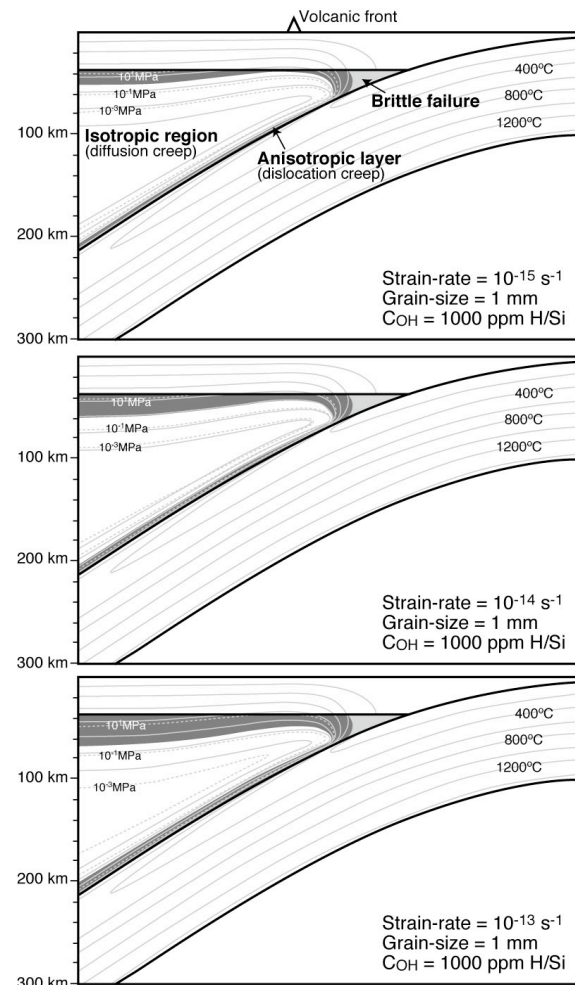 Volcanic front
10¹MPa
10⁻¹MPa
10⁻³MPa
Brittle failure
400ºC
800ºC
1200ºC
100 km
Isotropic region
(diffusion creep)
Anisotropic layer
(dislocation creep)
200 km
Strain-rate = 10⁻¹⁵ s⁻¹
Grain-size = 1 mm
C_OH = 1000 ppm H/Si
300 km
10¹MPa
10⁻¹MPa
10⁻³MPa
400ºC
800ºC
1200ºC
100 km
200 km
Strain-rate = 10⁻¹⁴ s⁻¹
Grain-size = 1 mm
C_OH = 1000 ppm H/Si
300 km
10¹MPa
10⁻¹MPa
10⁻³MPa
400ºC
800ºC
1200ºC
100 km
200 km
Strain-rate = 10⁻¹³ s⁻¹
Grain-size = 1 mm
C_OH = 1000 ppm H/Si
300 km